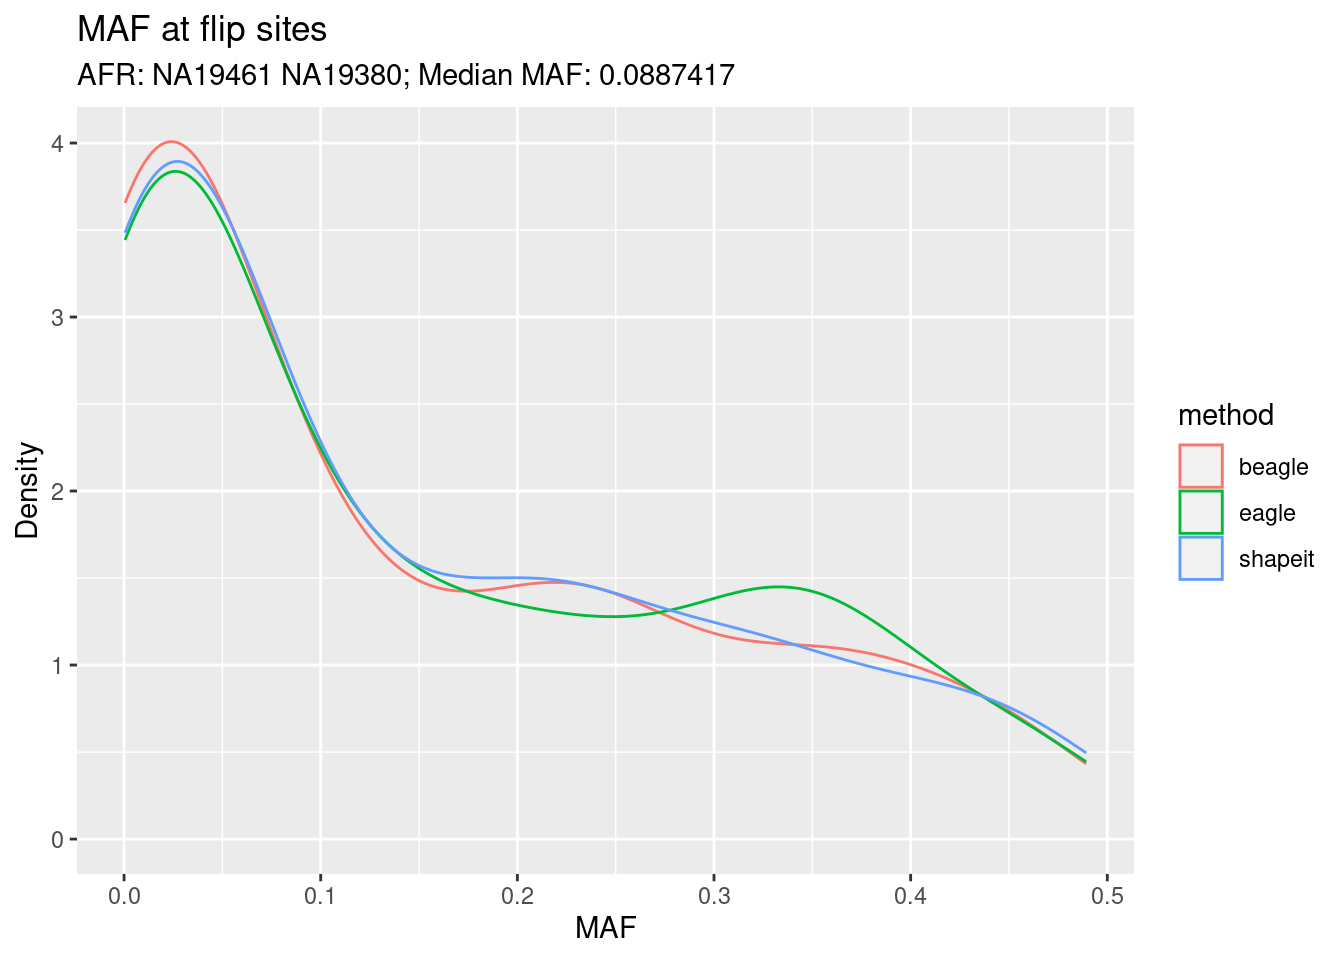 MAF at flip sites
AFR: NA19461 NA19380; Median MAF: 0.0887417
4
3
2
1
0
Density
0.0 0.1 0.2 0.3 0.4 0.5
MAF
method
beagle
eagle
shapeit